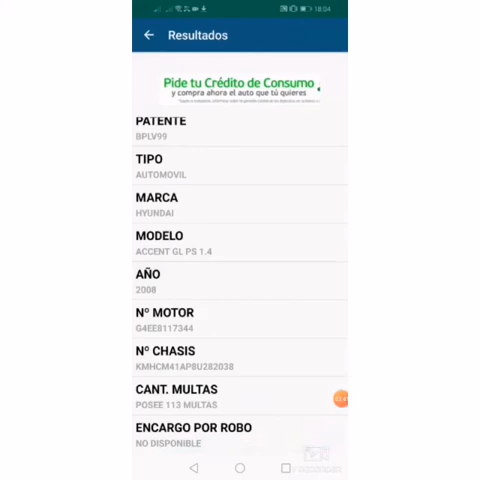 18:04
Resultados
Pide tu Crédito de Consumo
y compra ahora el auto que tú quieres
PATENTE
BPLV99
TIPO
AUTOMOVIL
MARCA
HYUNDAI
MODELO
ACCENT GL PS 1.4
AÑO
2008
Nº MOTOR
G4EE8117344
Nº CHASIS
KMHCM41AP8U282038
CANT. MULTAS
POSEE 113 MULTAS
ENCARGO POR ROBO
NO DISPONIBLE